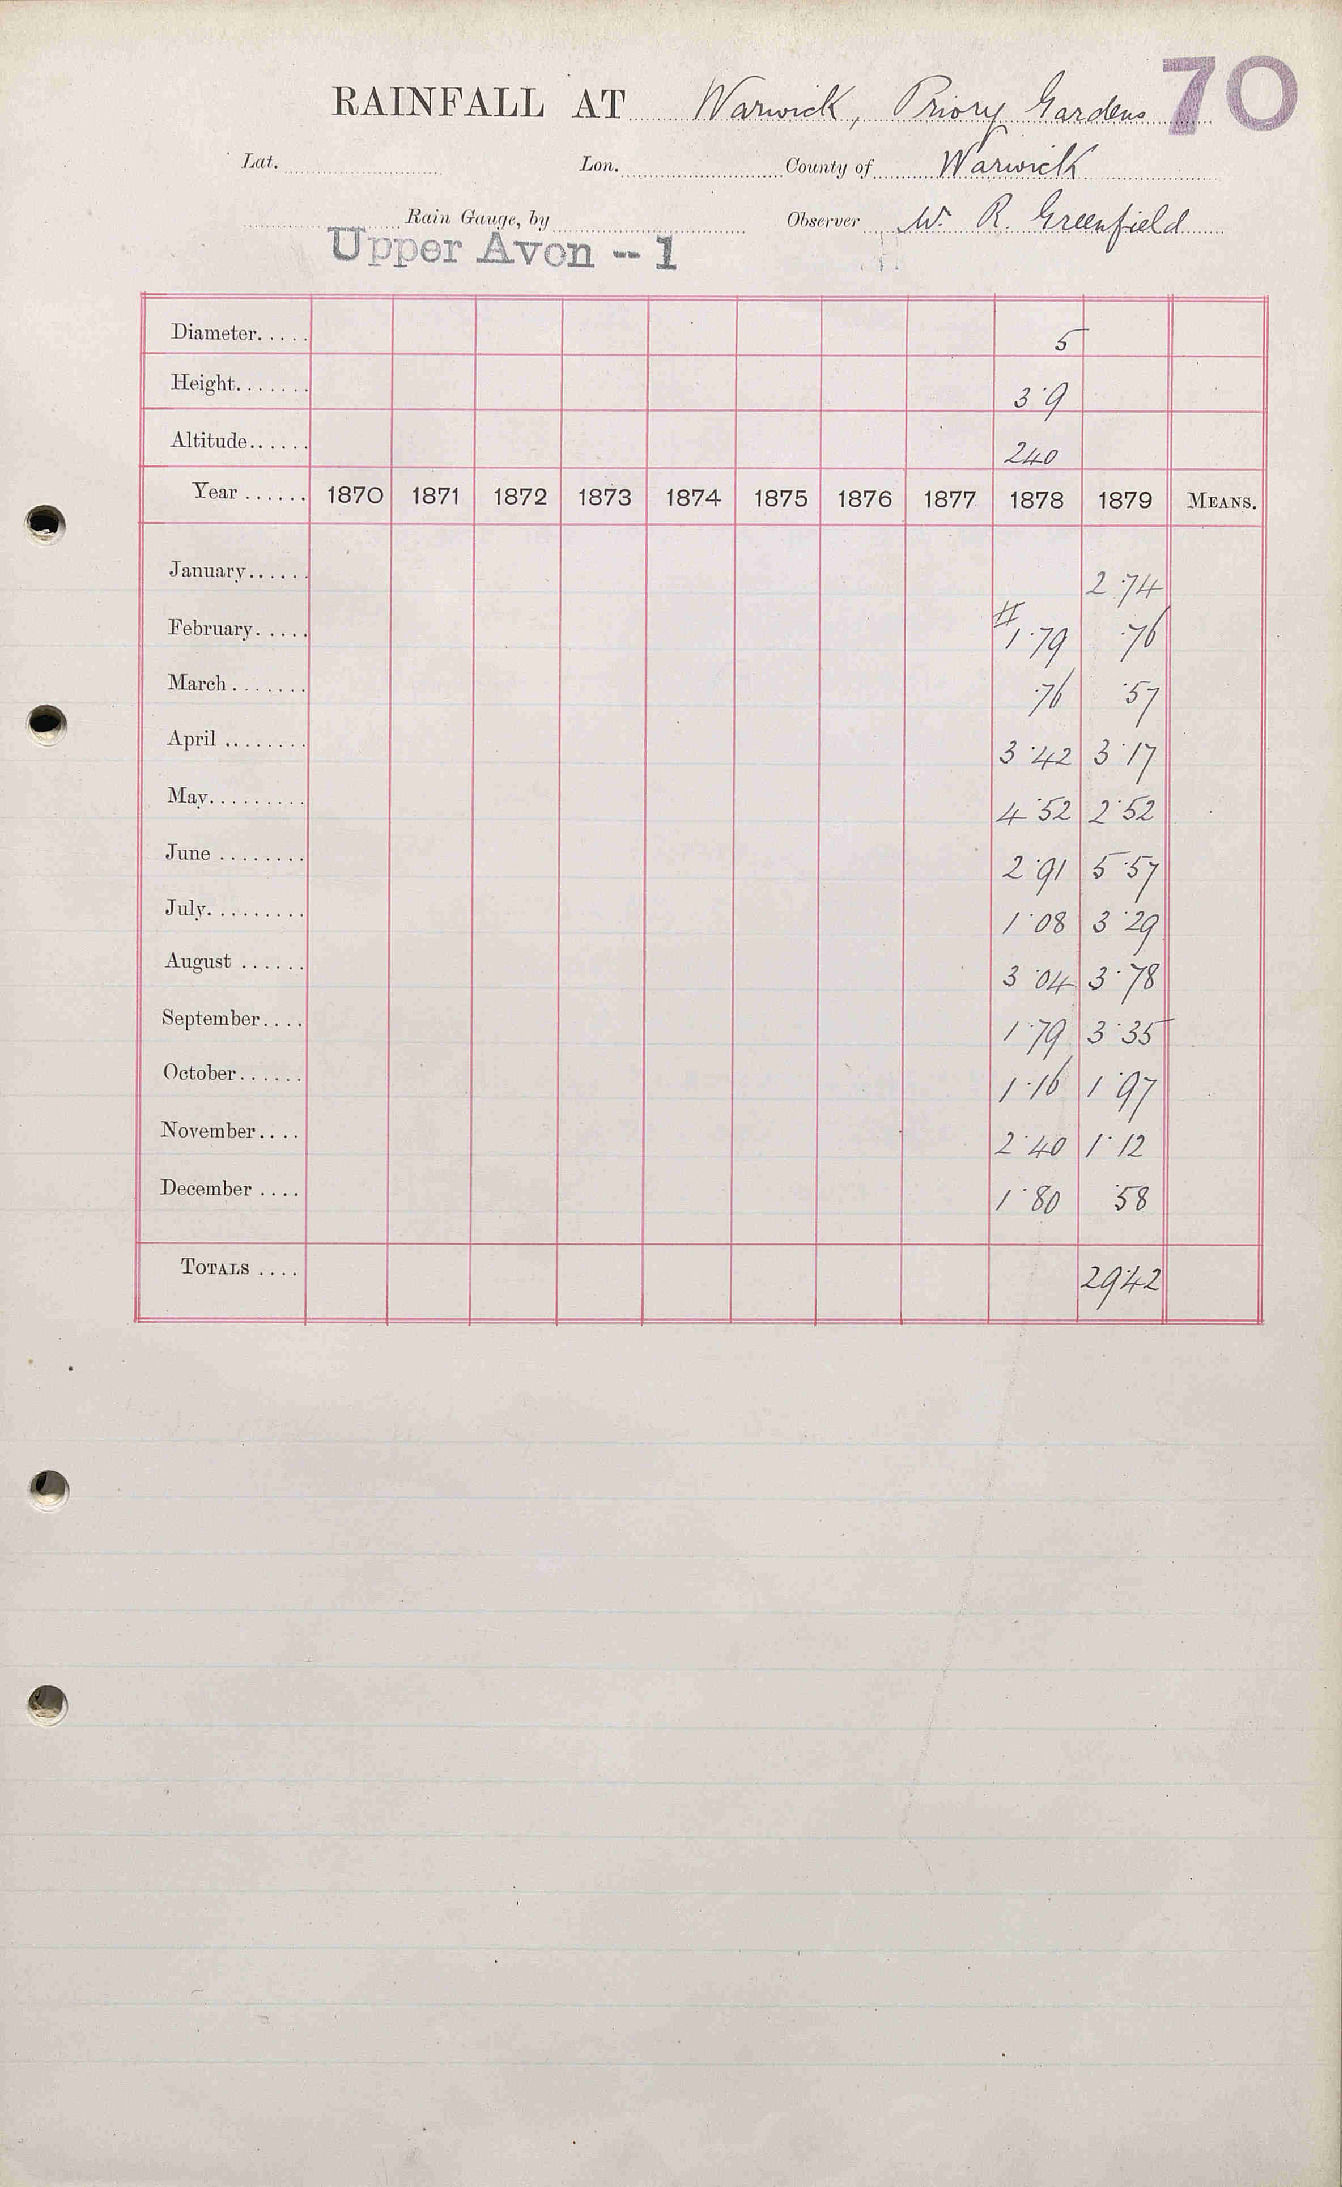 70
RAINFALL AT Warwick, Priory Gardens
Lat. Lon. County of Warwick
Rain Gauge, by Observer W. R. Greenfield
Upper Avon -- 1
Diameter..... 5
Height....... 3·9
Altitude...... 240
Year ...... 1870 1871 1872 1873 1874 1875 1876 1877 1878 1879 MEANS.
January...... 2·74
February..... # 1·79 ·76
March ....... ·76 ·57
April ........ 3·42 3·17
May......... 4·52 2·52
June ........ 2·91 5·57
July......... 1·08 3·29
August ...... 3·04 3·78
September.... 1·79 3·35
October...... 1·16 1·97
November.... 2·40 1·12
December .... 1·80 ·58
TOTALS .... 29·42